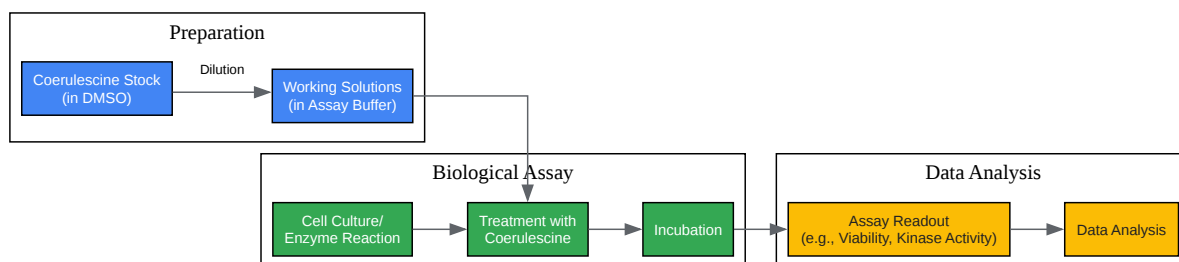 Preparation
Coerulescine Stock
(in DMSO)
Dilution
Working Solutions
(in Assay Buffer)
Biological Assay
Cell Culture/
Enzyme Reaction
Treatment with
Coerulescine
Incubation
Data Analysis
Assay Readout
(e.g., Viability, Kinase Activity)
Data Analysis